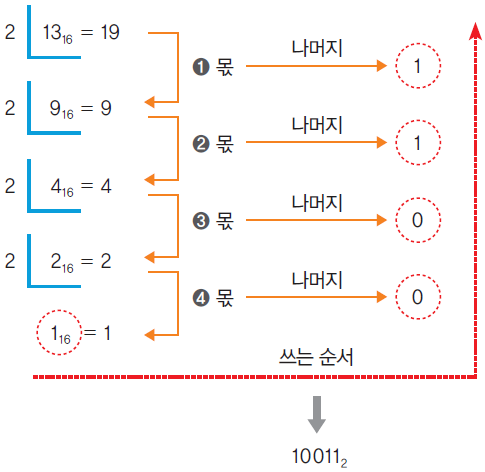 2 13₁₆ = 19
나머지
❶ 몫 1
2 9₁₆ = 9
나머지
❷ 몫 1
2 4₁₆ = 4
나머지
❸ 몫 0
2 2₁₆ = 2
나머지
❹ 몫 0
1₁₆ = 1
쓰는 순서
10011₂